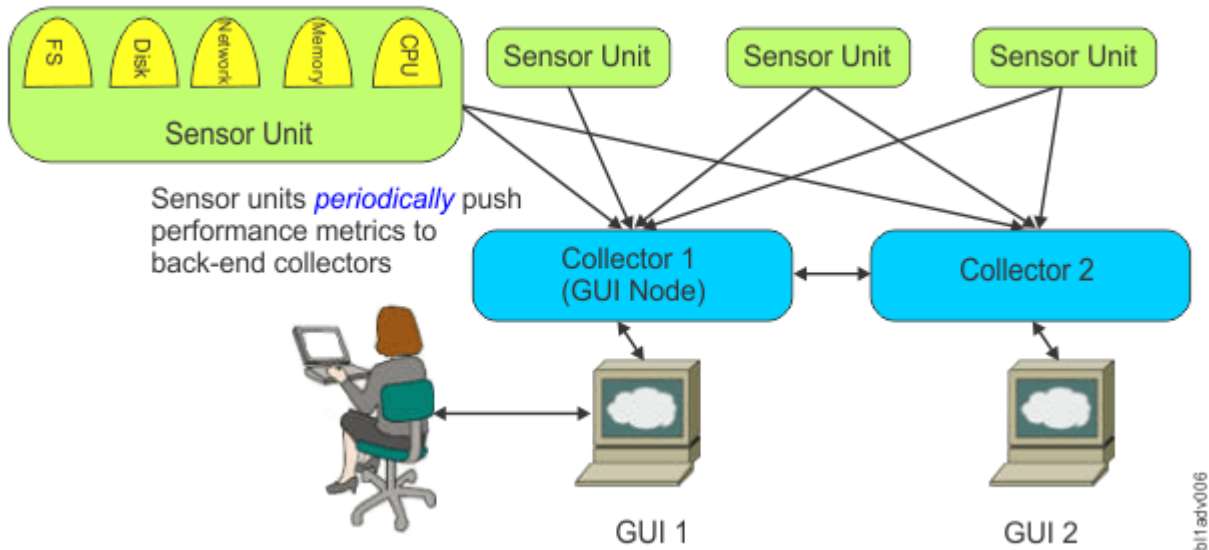 FS
Disk
Network
Memory
CPU
Sensor Unit
Sensor Unit
Sensor Unit
Sensor Unit
Sensor units periodically push
performance metrics to
back-end collectors
Collector 1
(GUI Node)
Collector 2
GUI 1
GUI 2
bl1adv006